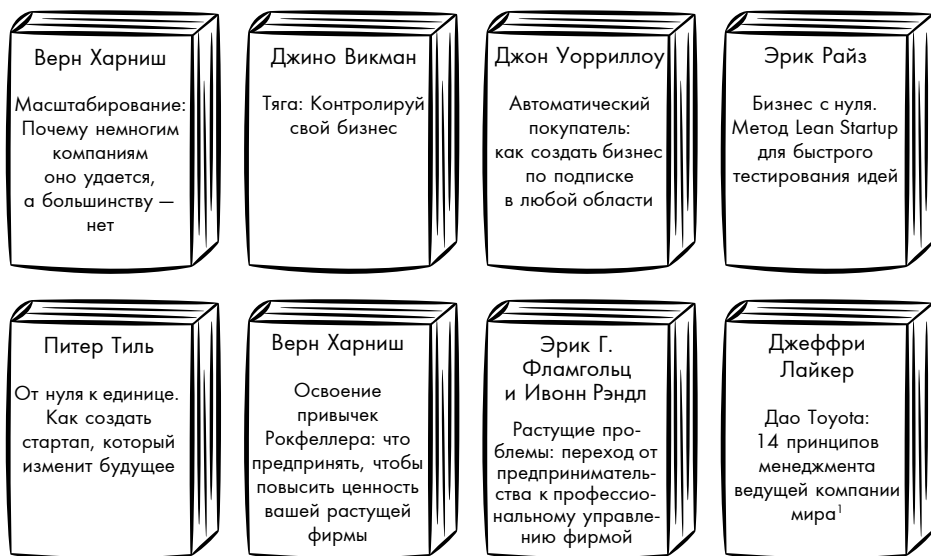 Верн Харниш
Масштабирование:
Почему немногим
компаниям
оно удается,
а большинству —
нет
Джино Викман
Тяга: Контролируй
свой бизнес
Джон Уорриллоу
Автоматический
покупатель:
как создать бизнес
по подписке
в любой области
Эрик Райз
Бизнес с нуля.
Метод Lean Startup
для быстрого
тестирования идей
Питер Тиль
От нуля к единице.
Как создать
стартап, который
изменит будущее
Верн Харниш
Освоение
привычек
Рокфеллера: что
предпринять, чтобы
повысить ценность
вашей растущей
фирмы
Эрик Г.
Фламгольц
и Ивонн Рэндл
Растущие про-
блемы: переход от
предприниматель-
ства к профессио-
нальному управле-
нию фирмой
Джеффри
Лайкер
Дао Toyota:
14 принципов
менеджмента
ведущей компании
мира¹